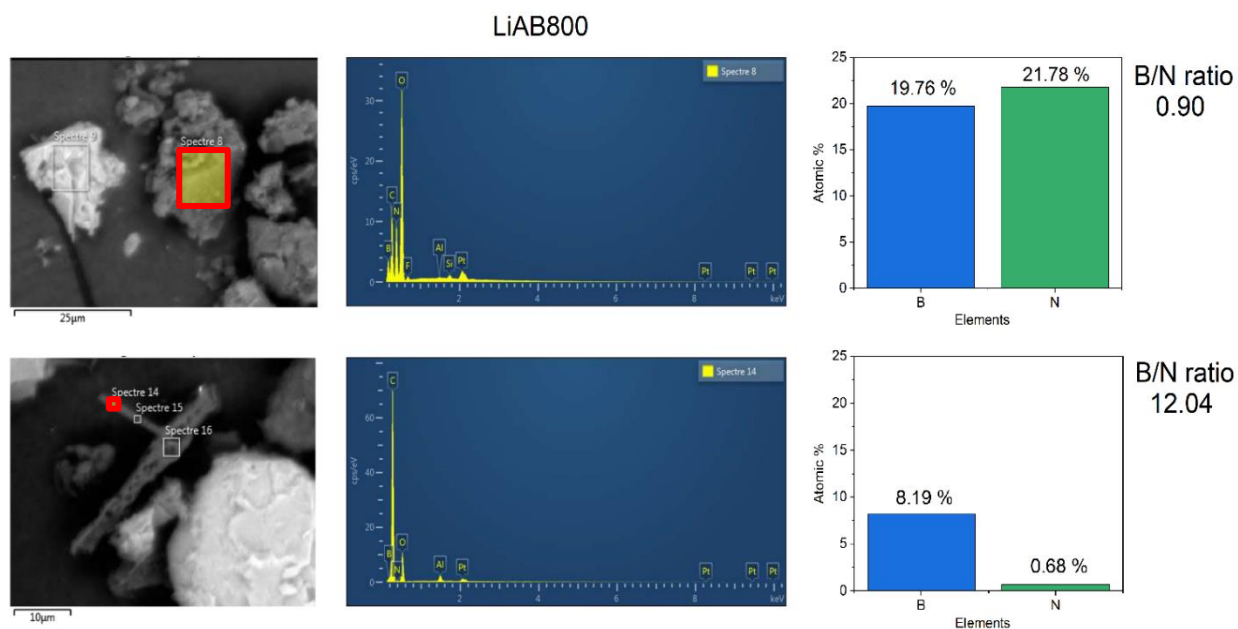 LiAB800
Spectre 9
Spectre 8
25µm
Spectre 8
cps/eV
30
20
10
0
O
C
N
B
F
Al
Si
Pt
Pt
Pt
Pt
2
4
6
8
keV
Atomic %
25
20
15
10
5
0
19.76 %
21.78 %
B
N
Elements
B/N ratio
0.90
Spectre 14
Spectre 15
Spectre 16
10µm
Spectre 14
cps/eV
60
40
20
0
C
B
N
O
Al
Pt
Pt
Pt
Pt
2
4
6
8
keV
Atomic %
25
20
15
10
5
0
8.19 %
0.68 %
B
N
Elements
B/N ratio
12.04